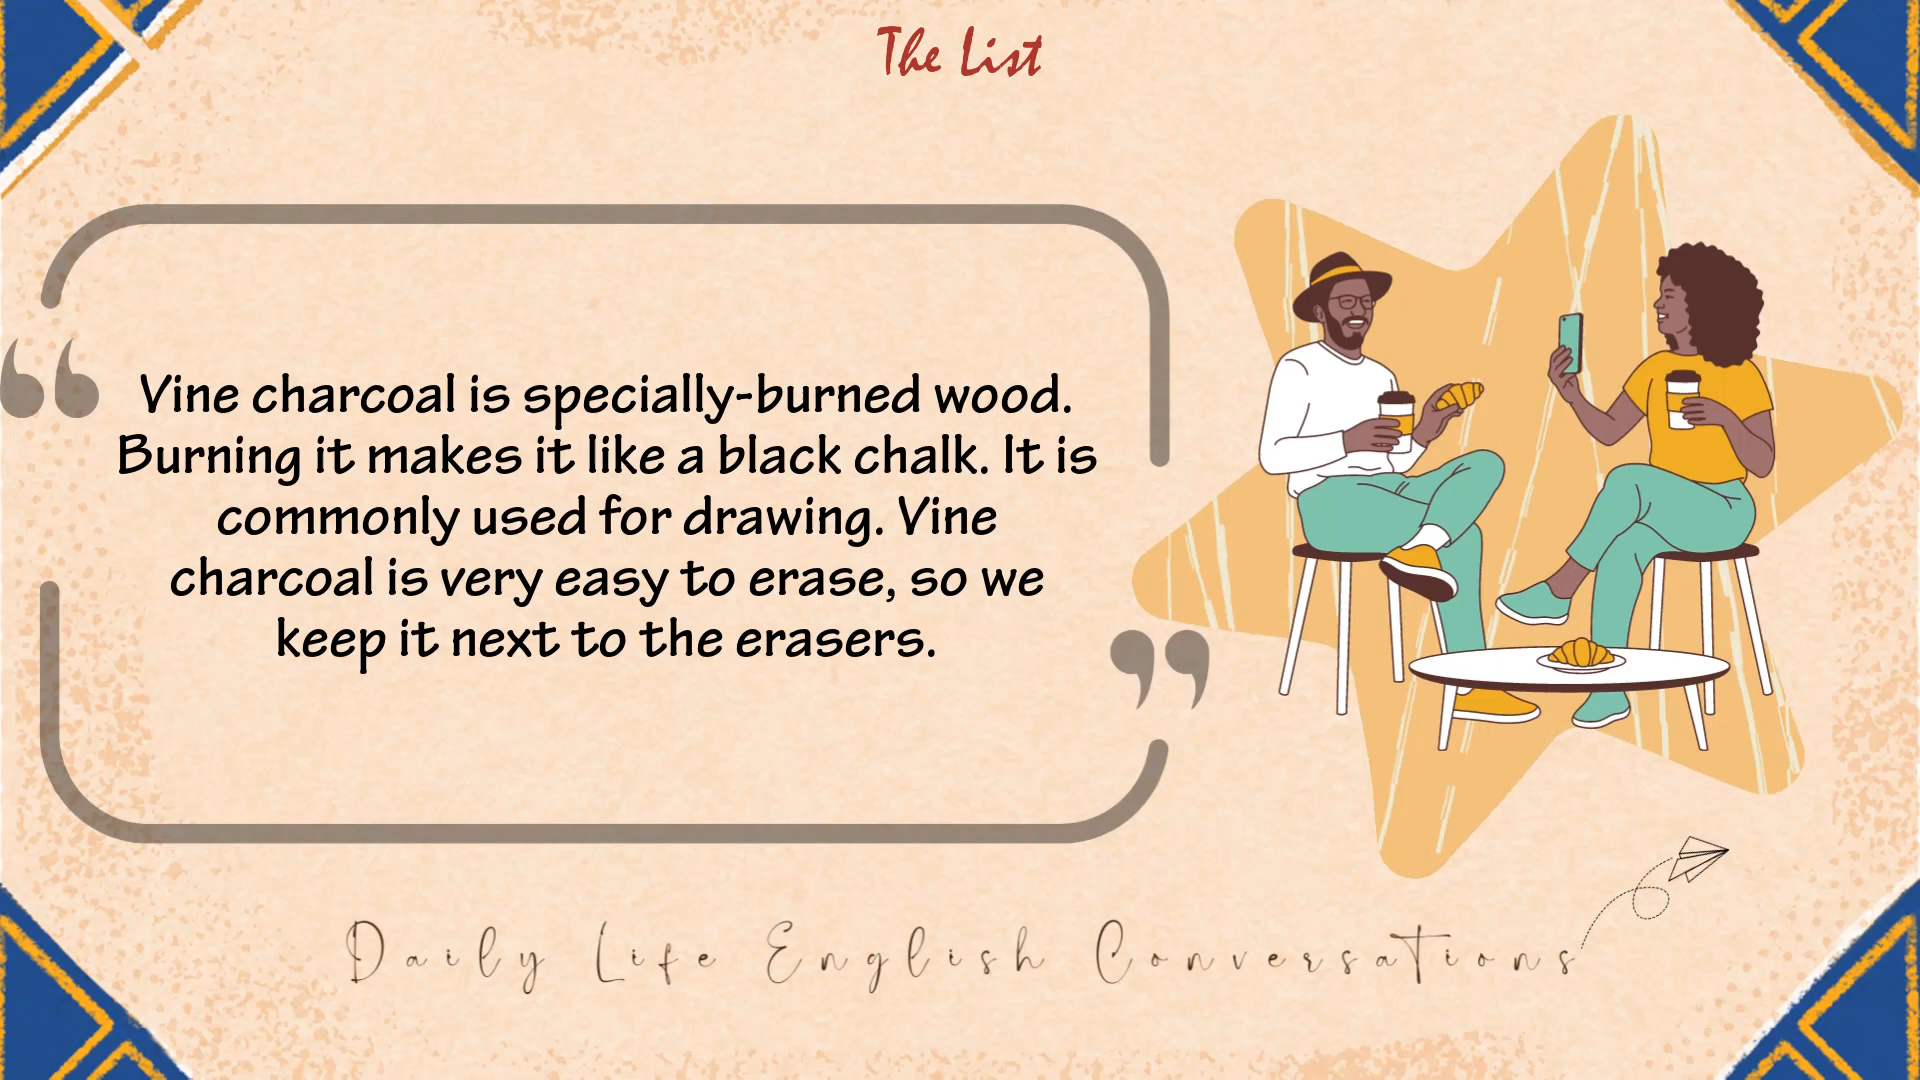 The List
Vine charcoal is specially-burned wood.
Burning it makes it like a black chalk. It is
commonly used for drawing. Vine
charcoal is very easy to erase, so we
keep it next to the erasers.
Daily Life English Conversations